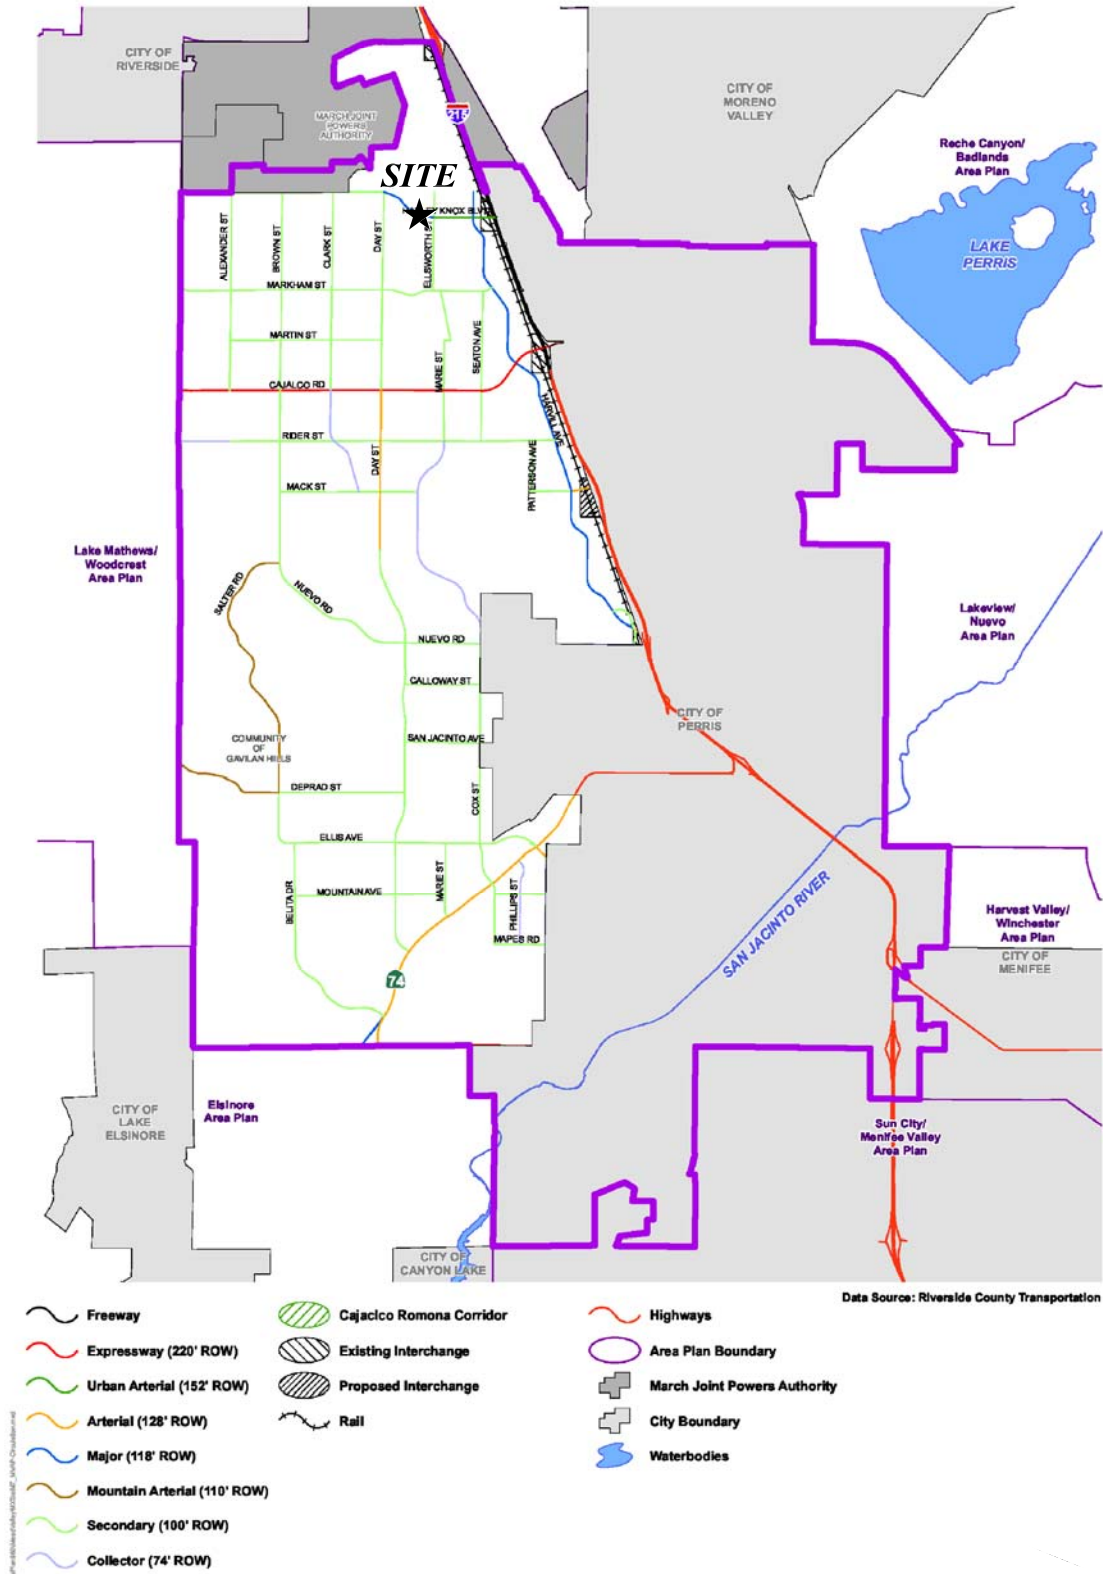 CITY OF
RIVERSIDE
MARCH JOINT
POWERS
AUTHORITY
CITY OF
MORENO
VALLEY
215
Reche Canyon/
Badlands
Area Plan
LAKE
PERRIS
SITE
KNOX BLVD
ALEXANDER ST
BROWN ST
CLARK ST
DAY ST
ELLSWORTH ST
MARKHAM ST
MARTIN ST
MARIE ST
SEATON AVE
CAJALCO RD
HARVILL AVE
RIDER ST
DAY ST
PATTERSON AVE
MACK ST
Lake Mathews/
Woodcrest
Area Plan
SALTER RD
NUEVO RD
NUEVO RD
Lakeview/
Nuevo
Area Plan
CALLOWAY ST
CITY OF
PERRIS
SAN JACINTO AVE
COMMUNITY
OF
GAVILAN HILLS
DEPRAD ST
COX ST
ELLIS AVE
BELITA DR
MOUNTAIN AVE
MARIE ST
PHILLIPS ST
MAPES RD
SAN JACINTO RIVER
Harvest Valley/
Winchester
Area Plan
CITY OF
MENIFEE
74
CITY OF
LAKE
ELSINORE
Elsinore
Area Plan
Sun City/
Menifee Valley
Area Plan
CITY OF
CANYON LAKE
Data Source: Riverside County Transportation
Freeway
Expressway (220' ROW)
Urban Arterial (152' ROW)
Arterial (128' ROW)
Major (118' ROW)
Mountain Arterial (110' ROW)
Secondary (100' ROW)
Collector (74' ROW)
Cajaclco Romona Corridor
Existing Interchange
Proposed Interchange
Rail
Highways
Area Plan Boundary
March Joint Powers Authority
City Boundary
Waterbodies